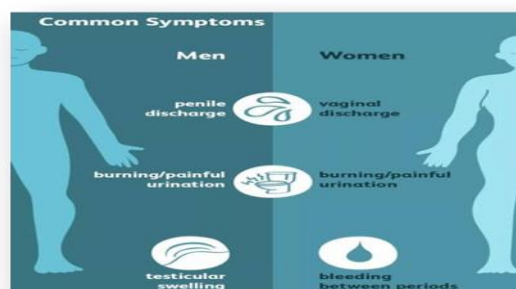 Common Symptoms
Men
Women
penile
discharge
vaginal
discharge
burning/painful
urination
burning/painful
urination
testicular
swelling
bleeding
between periods